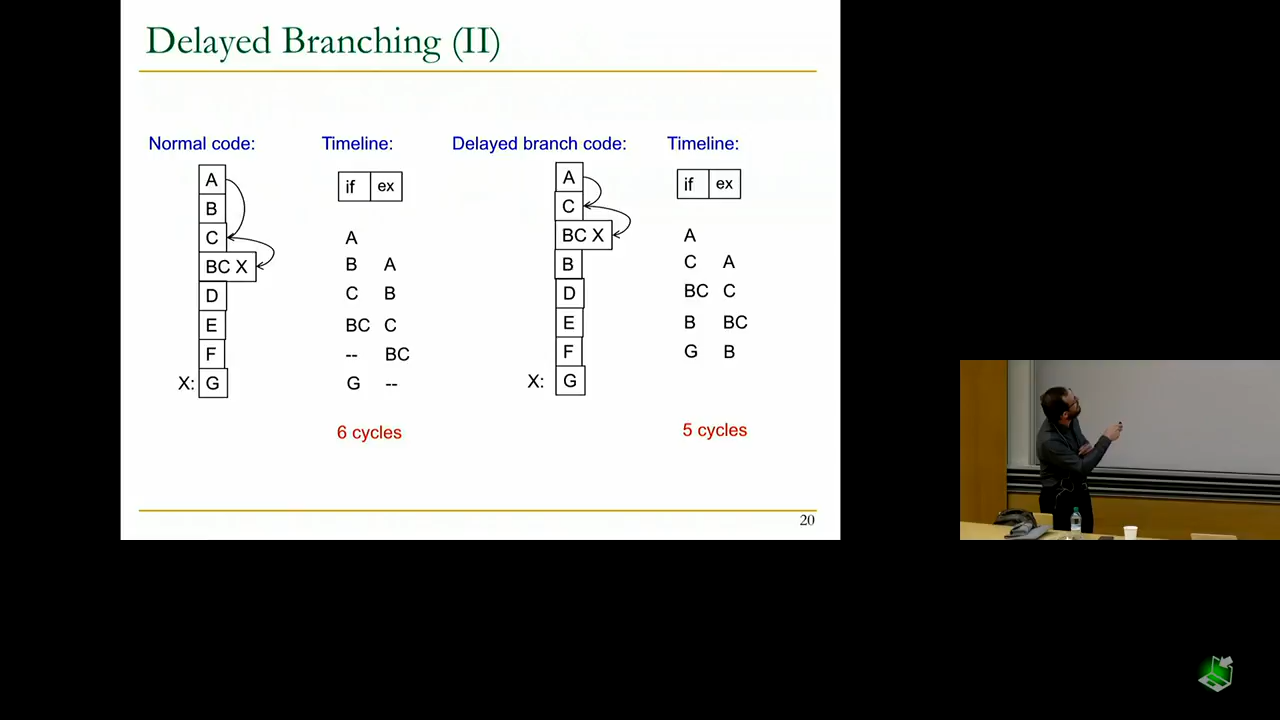 Delayed Branching (II)
Normal code: Timeline: Delayed branch code: Timeline:
A
B
C
BC X
D
E
F
X: G
if ex
A
B A
C B
BC C
-- BC
G --
6 cycles
A
C
BC X
B
D
E
F
X: G
if ex
A
C A
BC C
B BC
G B
5 cycles
20